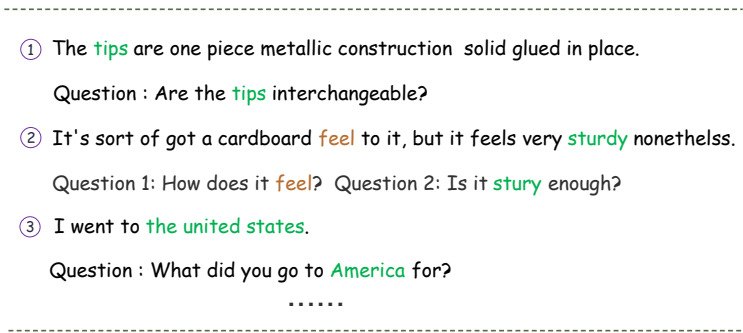 ① The tips are one piece metallic construction solid glued in place.
Question : Are the tips interchangeable?
② It's sort of got a cardboard feel to it, but it feels very sturdy nonethelss.
Question 1: How does it feel? Question 2: Is it stury enough?
③ I went to the united states.
Question : What did you go to America for?
......